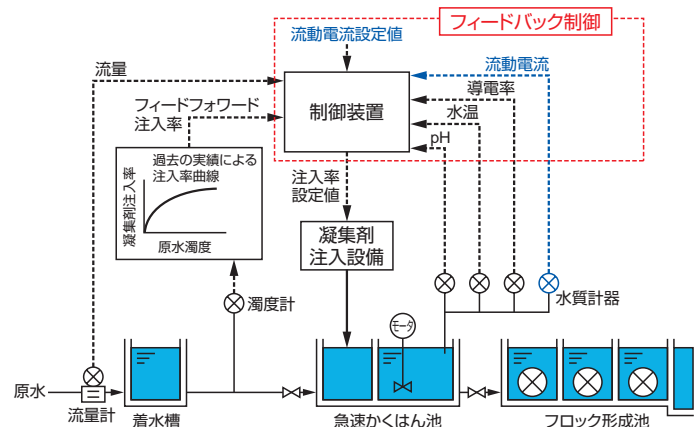 フィードバック制御
流動電流設定値
流量
流動電流
導電率
水温
pH
フィードフォワード
注入率
制御装置
過去の実績による
注入率曲線
凝集剤注入率
原水濁度
注入率
設定値
凝集剤
注入設備
濁度計
水質計器
モータ
原水
流量計
着水槽
急速かくはん池
フロック形成池